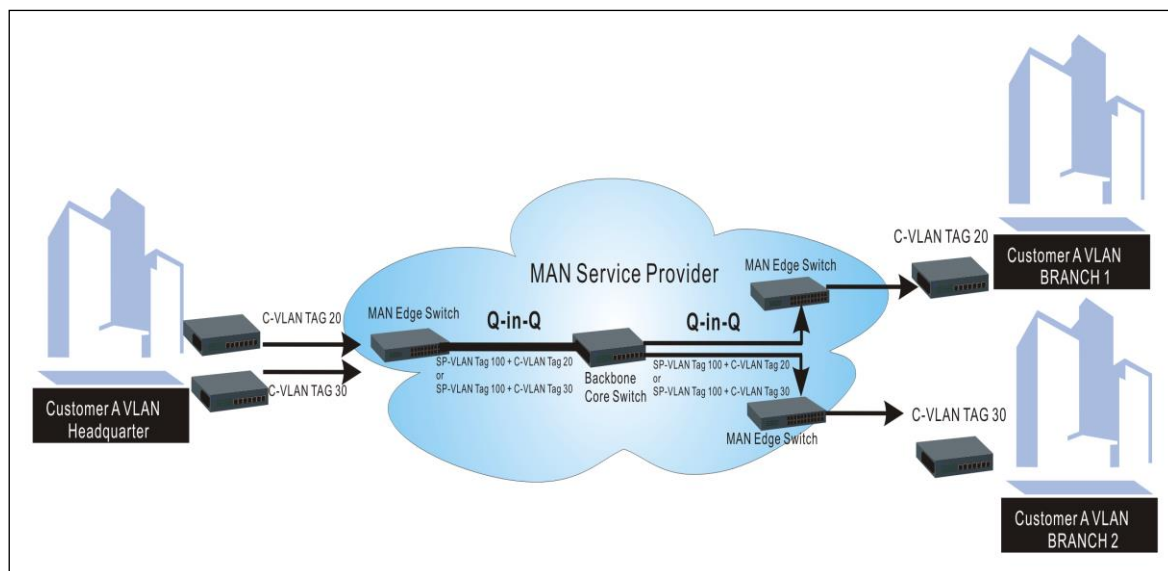 C-VLAN TAG 20
C-VLAN TAG 30
Customer A VLAN
Headquarter
MAN Service Provider
MAN Edge Switch
Q-in-Q
SP-VLAN Tag 100 + C-VLAN Tag 20
or
SP-VLAN Tag 100 + C-VLAN Tag 30
Backbone
Core Switch
Q-in-Q
SP-VLAN Tag 100 + C-VLAN Tag 20
or
SP-VLAN Tag 100 + C-VLAN Tag 30
MAN Edge Switch
MAN Edge Switch
C-VLAN TAG 20
Customer A VLAN
BRANCH 1
C-VLAN TAG 30
Customer A VLAN
BRANCH 2